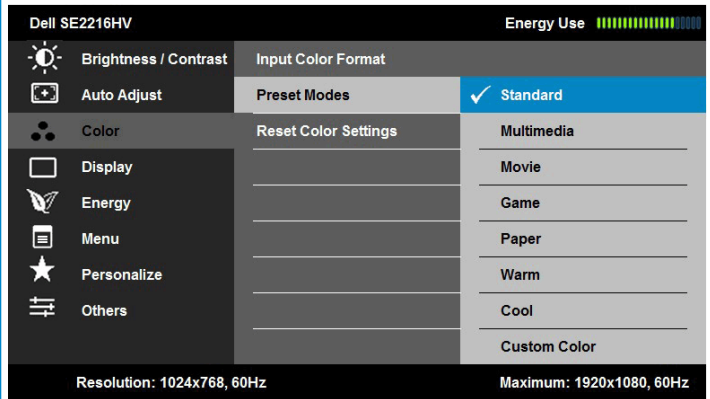 Dell SE2216HV Energy Use
Brightness / Contrast Input Color Format
Auto Adjust Preset Modes Standard
Color Reset Color Settings Multimedia
Display Movie
Energy Game
Menu Paper
Personalize Warm
Others Cool
Custom Color
Resolution: 1024x768, 60Hz Maximum: 1920x1080, 60Hz